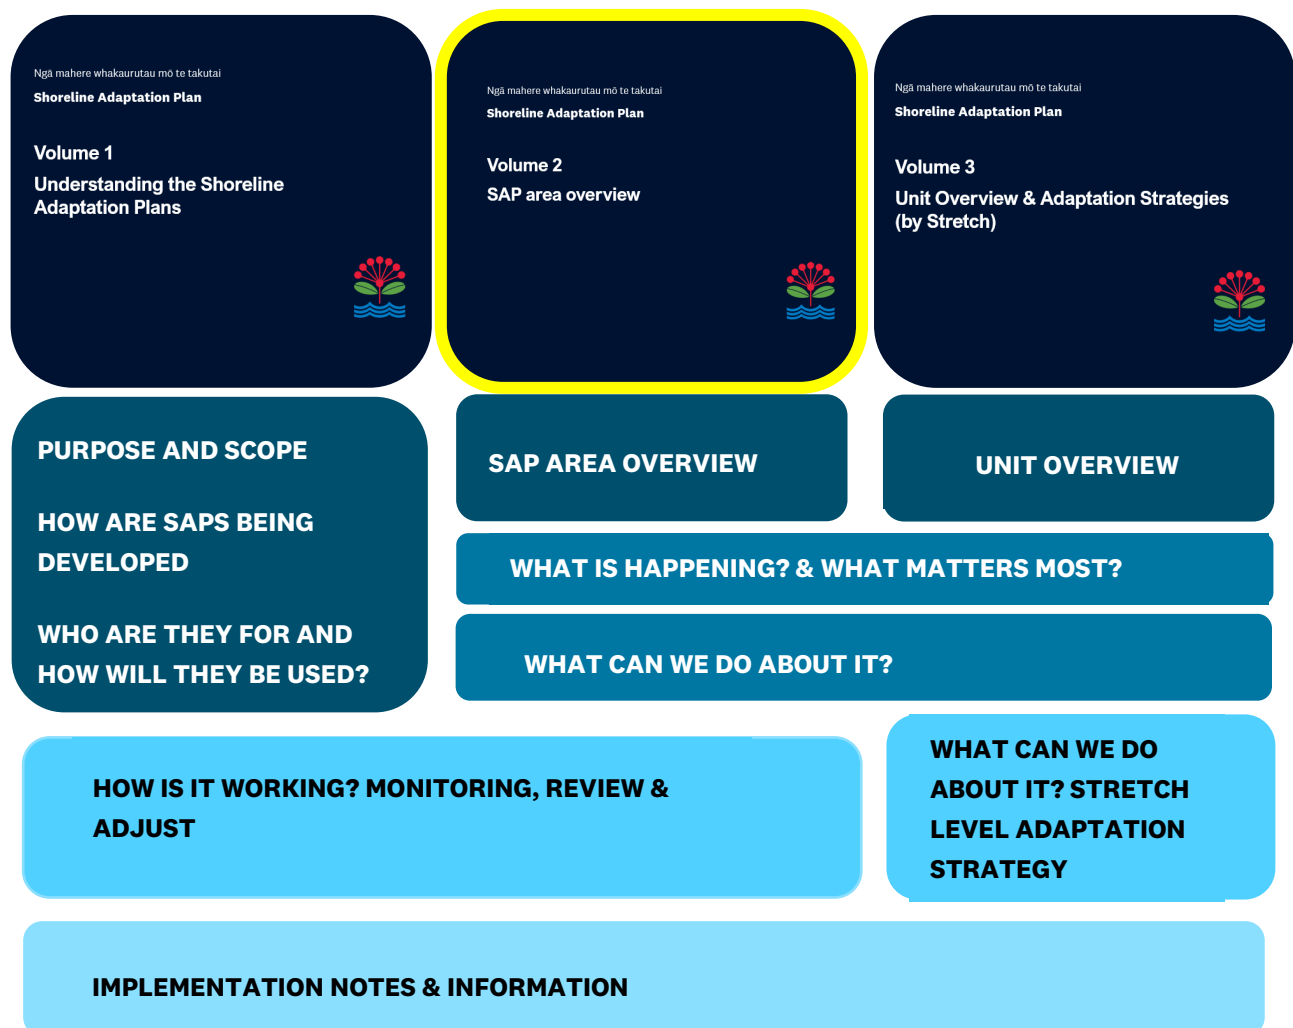 Ngā mahere whakaurutau mō te takutai
Shoreline Adaptation Plan
Volume 1
Understanding the Shoreline
Adaptation Plans
Ngā mahere whakaurutau mō te takutai
Shoreline Adaptation Plan
Volume 2
SAP area overview
Ngā mahere whakaurutau mō te takutai
Shoreline Adaptation Plan
Volume 3
Unit Overview & Adaptation Strategies
(by Stretch)
PURPOSE AND SCOPE
HOW ARE SAPS BEING
DEVELOPED
WHO ARE THEY FOR AND
HOW WILL THEY BE USED?
SAP AREA OVERVIEW
UNIT OVERVIEW
WHAT IS HAPPENING? & WHAT MATTERS MOST?
WHAT CAN WE DO ABOUT IT?
HOW IS IT WORKING? MONITORING, REVIEW &
ADJUST
WHAT CAN WE DO
ABOUT IT? STRETCH
LEVEL ADAPTATION
STRATEGY
IMPLEMENTATION NOTES & INFORMATION